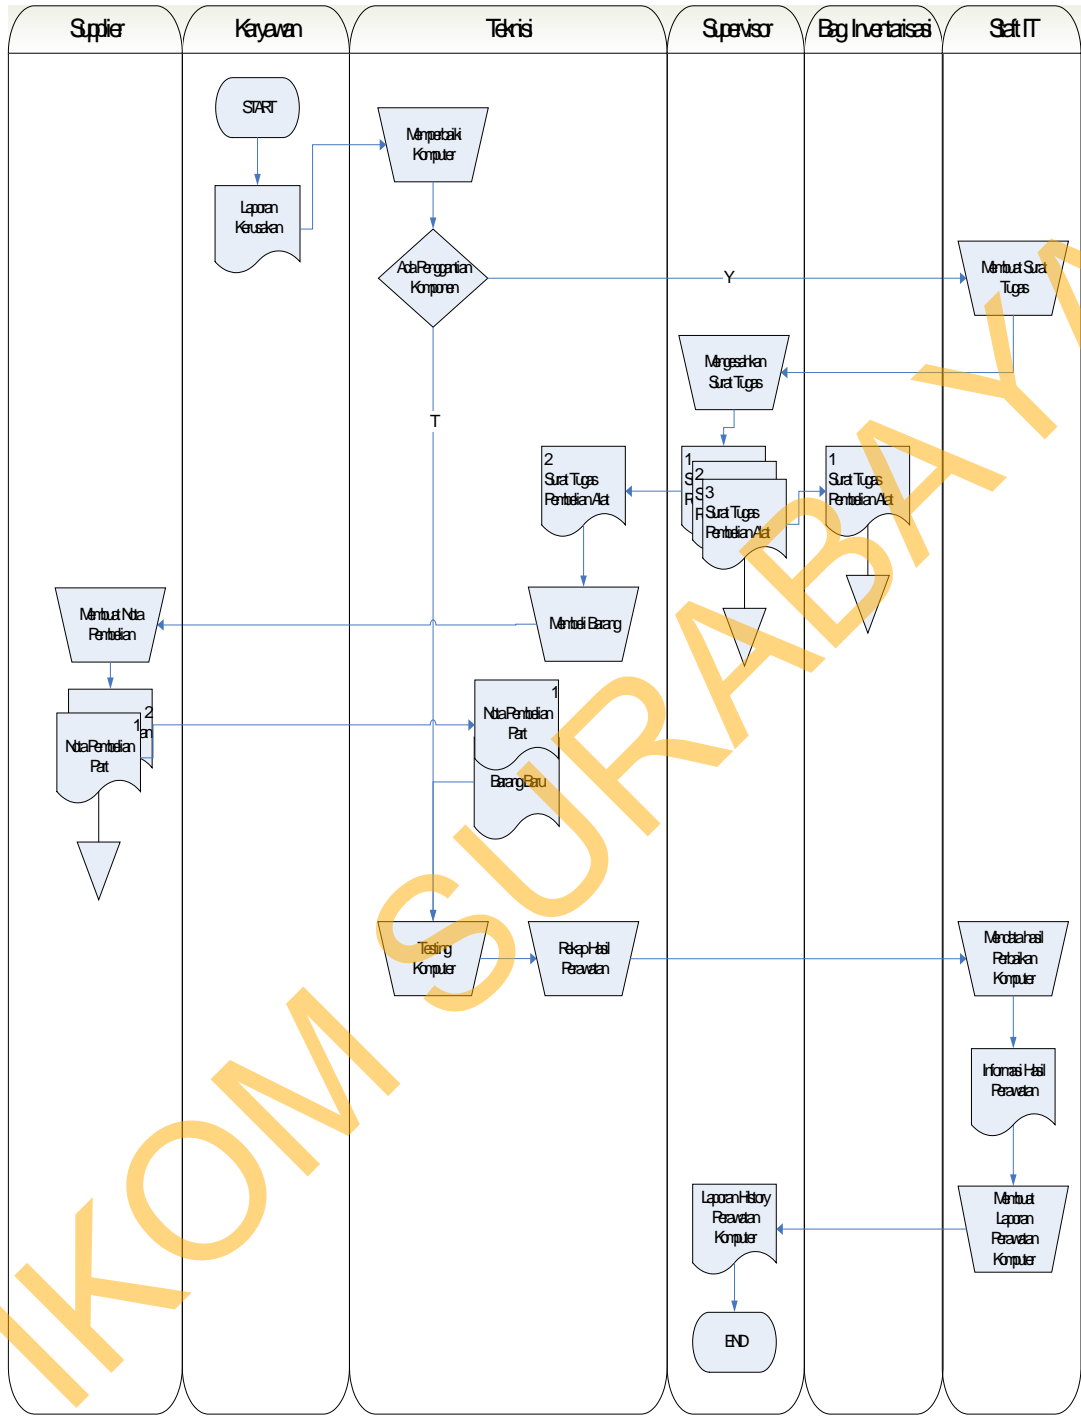 Supplier
Karyawan
Teknisi
Supervisor
Bag. Inventarisasi
Staff IT
START
Memperbaiki
Komputer
Laporan
Kerusakan
Ada Penggantian
Komponen
Y
Membuat Surat
Tugas
Mengesahkan
Surat Tugas
T
2
Surat Tugas
Pembelian Alat
1
S
P
2
S
P
3
Surat Tugas
Pembelian Alat
1
Surat Tugas
Pembelian Alat
Membuat Nota
Pembelian
Membeli Barang
2
an
1
Nota Pembelian
Part
1
Nota Pembelian
Part
Barang Baru
Testing
Komputer
Rekap Hasil
Perawatan
Mendata hasil
Perbaikan
Komputer
Informasi Hasil
Perawatan
Laporan History
Perawatan
Komputer
Membuat
Laporan
Perawatan
Komputer
END
IKOM SURABAYA